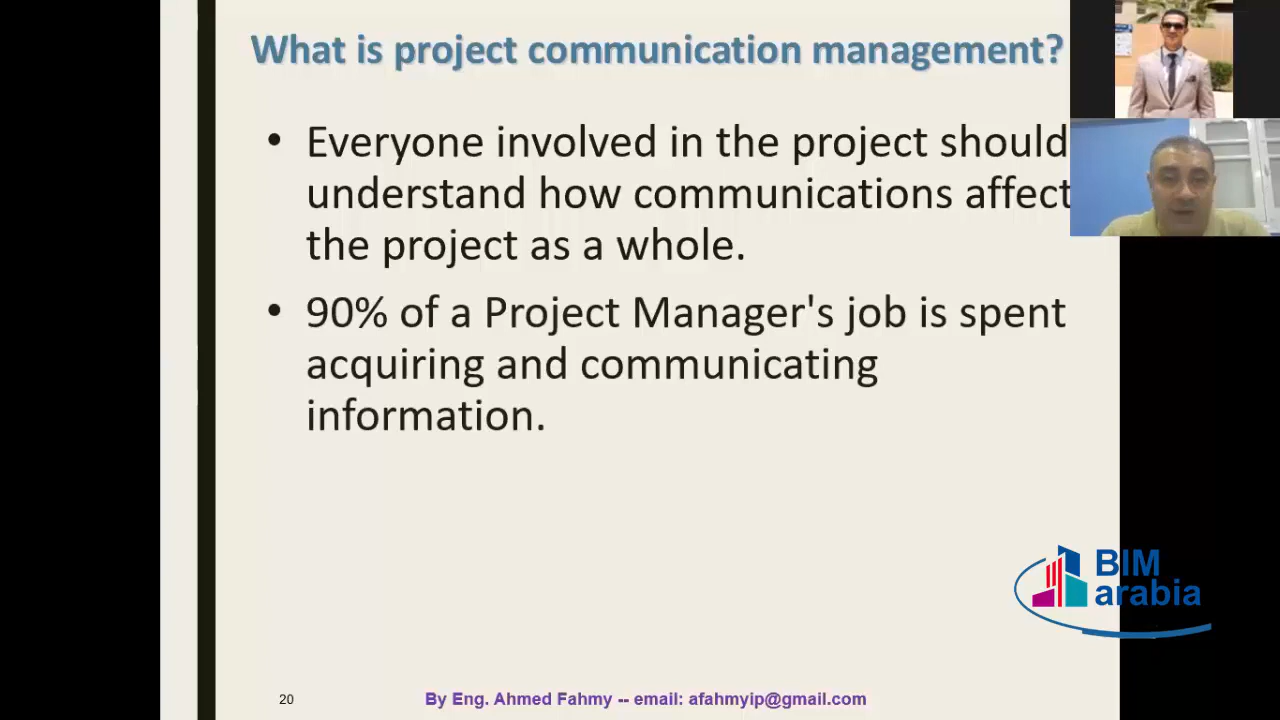 What is project communication management?
• Everyone involved in the project should
understand how communications affect
the project as a whole.
• 90% of a Project Manager's job is spent
acquiring and communicating
information.
BIM
arabia
20
By Eng. Ahmed Fahmy -- email: afahmyip@gmail.com